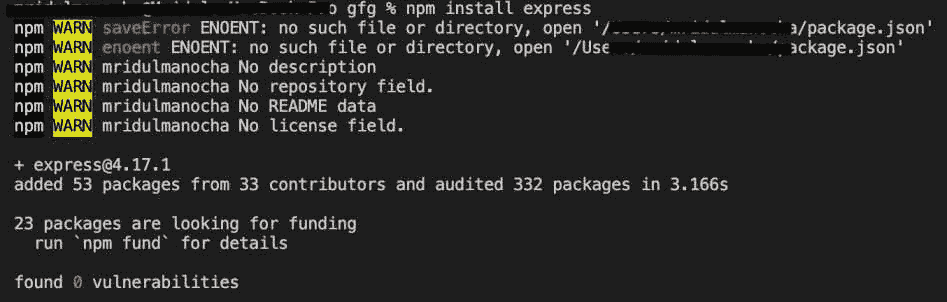 o gfg % npm install express
npm WARN saveError ENOENT: no such file or directory, open '/ a/package.json'
npm WARN enoent ENOENT: no such file or directory, open '/Use package.json'
npm WARN mridulmanocha No description
npm WARN mridulmanocha No repository field.
npm WARN mridulmanocha No README data
npm WARN mridulmanocha No license field.
+ express@4.17.1
added 53 packages from 33 contributors and audited 332 packages in 3.166s
23 packages are looking for funding
run `npm fund` for details
found 0 vulnerabilities